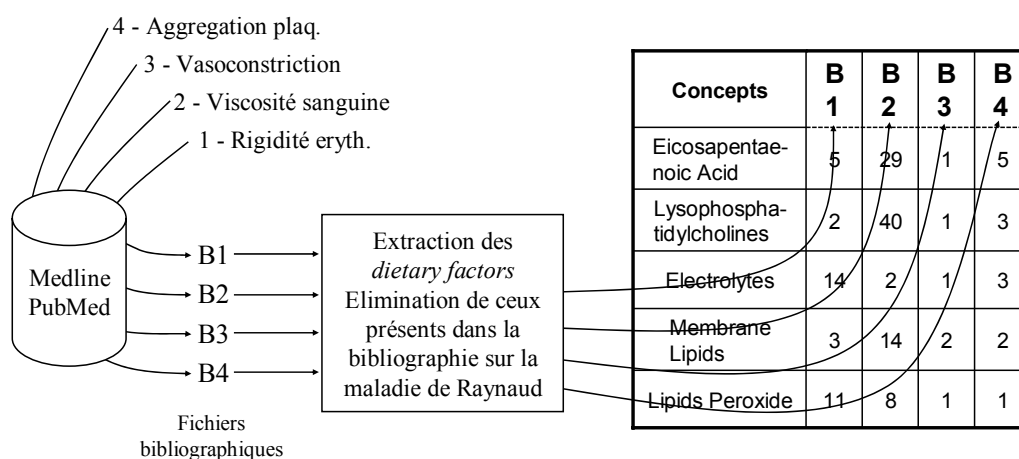 4 - Aggregation plaq.
3 - Vasoconstriction
2 - Viscosité sanguine
1 - Rigidité eryth.
Medline
PubMed
B1
B2
B3
B4
Fichiers
bibliographiques
Extraction des
dietary factors
Elimination de ceux
présents dans la
bibliographie sur la
maladie de Raynaud
Concepts B 1 B 2 B 3 B 4
Eicosapentae-
noic Acid 5 29 1 5
Lysophospha-
tidylcholines 2 40 1 3
Electrolytes 14 2 1 3
Membrane
Lipids 3 14 2 2
Lipids Peroxide 11 8 1 1